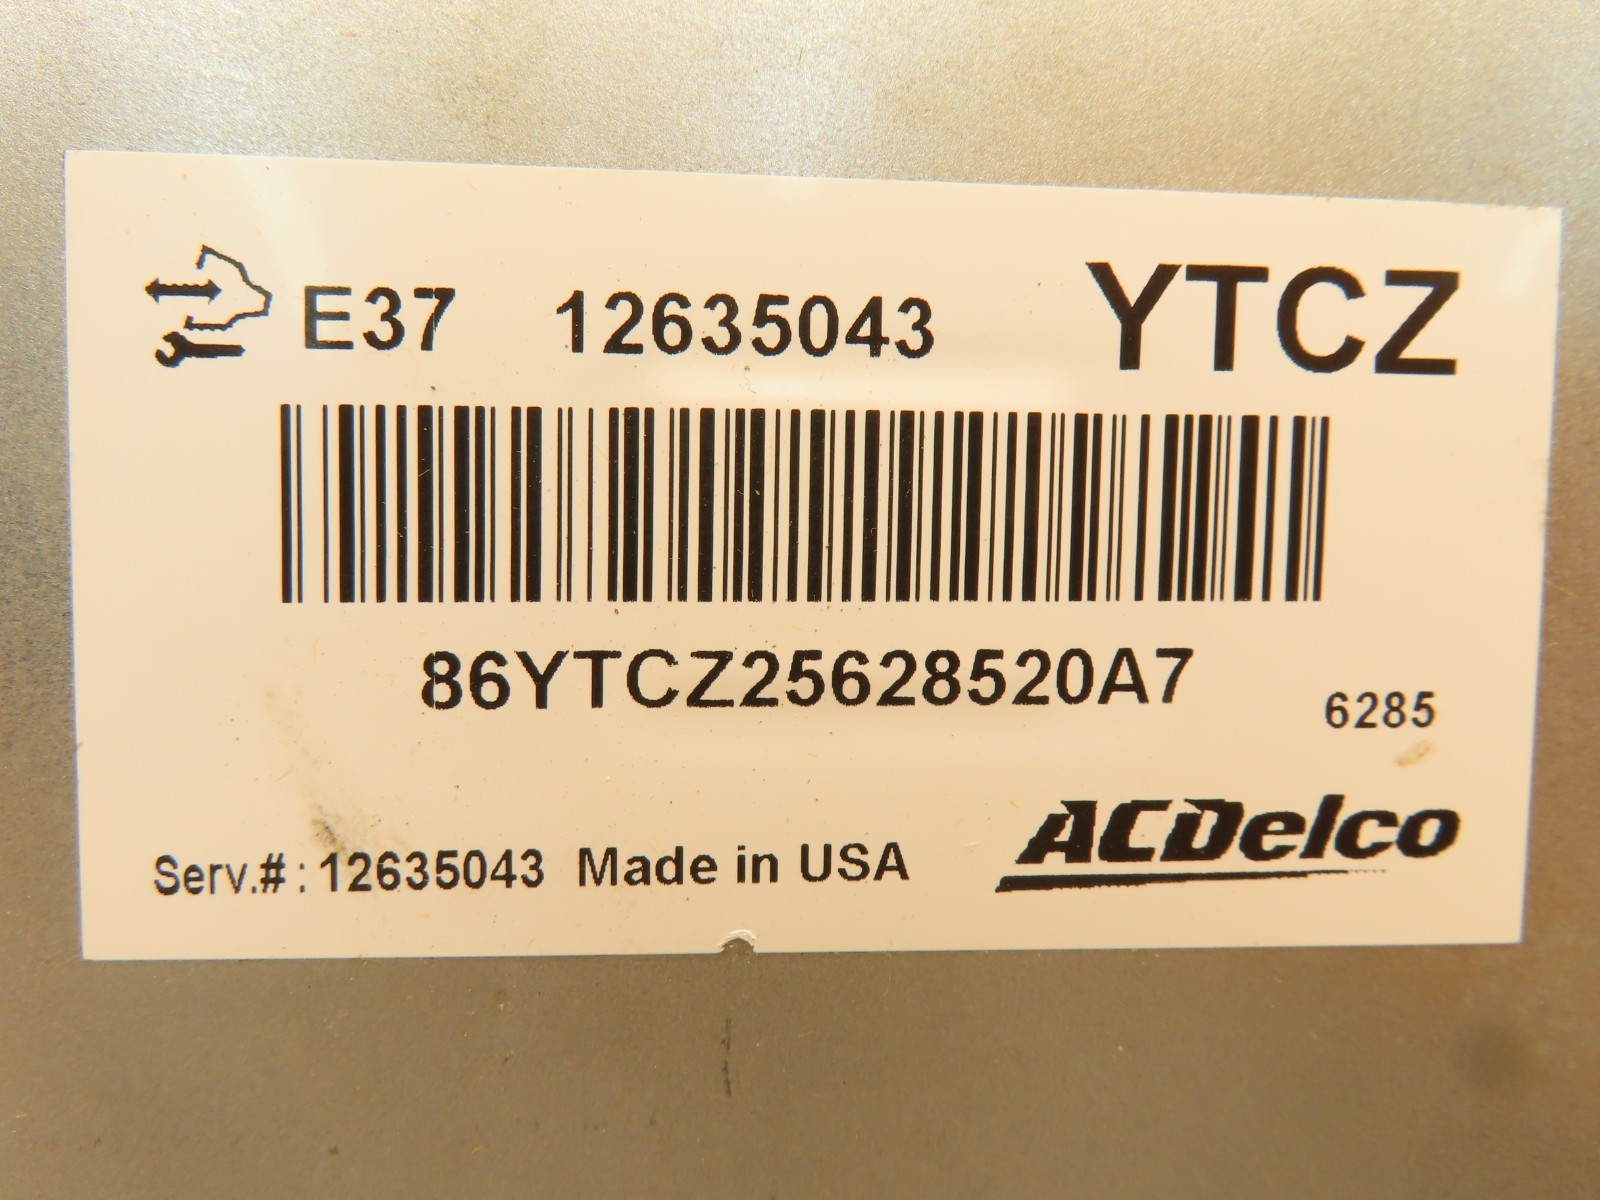 E37 12635043 YTCZ
86YTCZ25628520A7
6285
ACDelco
Serv.#: 12635043 Made in USA